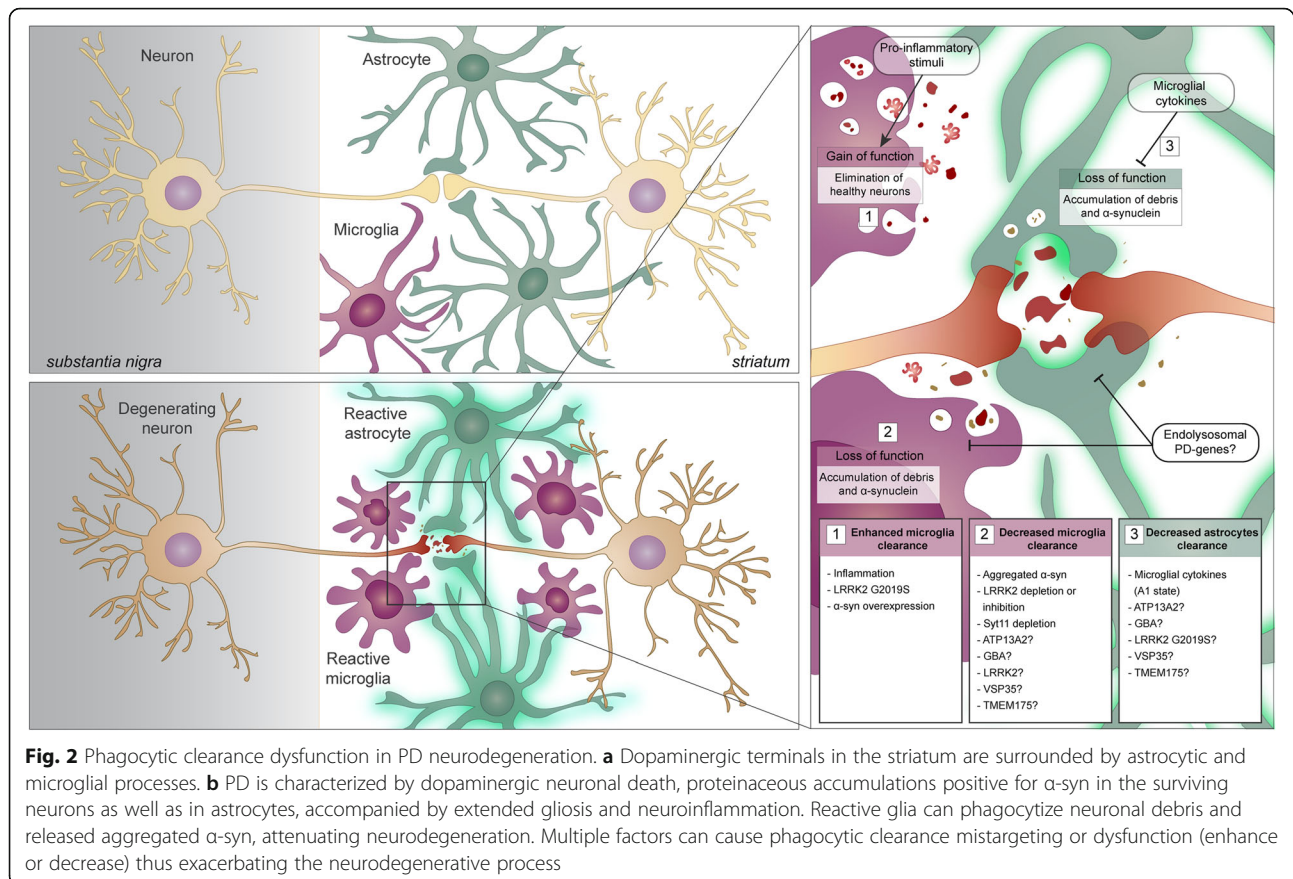 Neuron
Astrocyte
Microglia
substantia nigra
striatum
Degenerating
neuron
Reactive
astrocyte
Reactive
microglia
Pro-inflammatory
stimuli
Gain of function
Elimination of
healthy neurons
1
Microglial
cytokines
3
Loss of function
Accumulation of debris
and α-synuclein
2
Loss of function
Accumulation of debris
and α-synuclein
Endolysosomal
PD-genes?
1 Enhanced microglia
clearance
- Inflammation
- LRRK2 G2019S
- α-syn overexpression
2 Decreased microglia
clearance
- Aggregated α-syn
- LRRK2 depletion or
inhibition
- Syt11 depletion
- ATP13A2?
- GBA?
- LRRK2?
- VSP35?
- TMEM175?
3 Decreased astrocytes
clearance
- Microglial cytokines
(A1 state)
- ATP13A2?
- GBA?
- LRRK2 G2019S?
- VSP35?
- TMEM175?
Fig. 2 Phagocytic clearance dysfunction in PD neurodegeneration. a Dopaminergic terminals in the striatum are surrounded by astrocytic and
microglial processes. b PD is characterized by dopaminergic neuronal death, proteinaceous accumulations positive for α-syn in the surviving
neurons as well as in astrocytes, accompanied by extended gliosis and neuroinflammation. Reactive glia can phagocytize neuronal debris and
released aggregated α-syn, attenuating neurodegeneration. Multiple factors can cause phagocytic clearance mistargeting or dysfunction (enhance
or decrease) thus exacerbating the neurodegenerative process